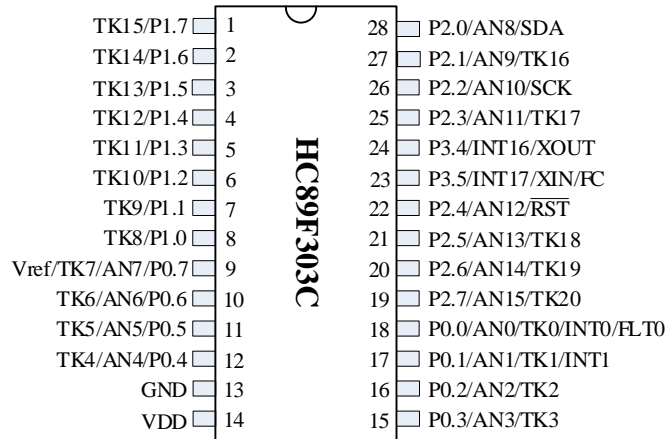 TK15/P1.7 1 28 P2.0/AN8/SDA
TK14/P1.6 2 27 P2.1/AN9/TK16
TK13/P1.5 3 26 P2.2/AN10/SCK
TK12/P1.4 4 25 P2.3/AN11/TK17
TK11/P1.3 5 24 P3.4/INT16/XOUT
TK10/P1.2 6 23 P3.5/INT17/XIN/FC
TK9/P1.1 7 22 P2.4/AN12/RST
TK8/P1.0 8 21 P2.5/AN13/TK18
Vref/TK7/AN7/P0.7 9 20 P2.6/AN14/TK19
TK6/AN6/P0.6 10 19 P2.7/AN15/TK20
TK5/AN5/P0.5 11 18 P0.0/AN0/TK0/INT0/FLT0
TK4/AN4/P0.4 12 17 P0.1/AN1/TK1/INT1
GND 13 16 P0.2/AN2/TK2
VDD 14 15 P0.3/AN3/TK3
HC89F303C